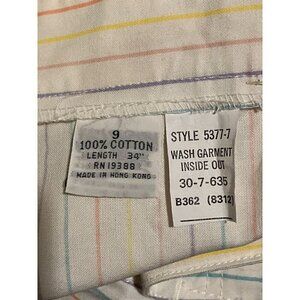 9
100% COTTON
LENGTH 34"
RN 19388
MADE IN HONG KONG
STYLE 5377-7
WASH GARMENT
INSIDE OUT
30-7-635
B362 (8312)